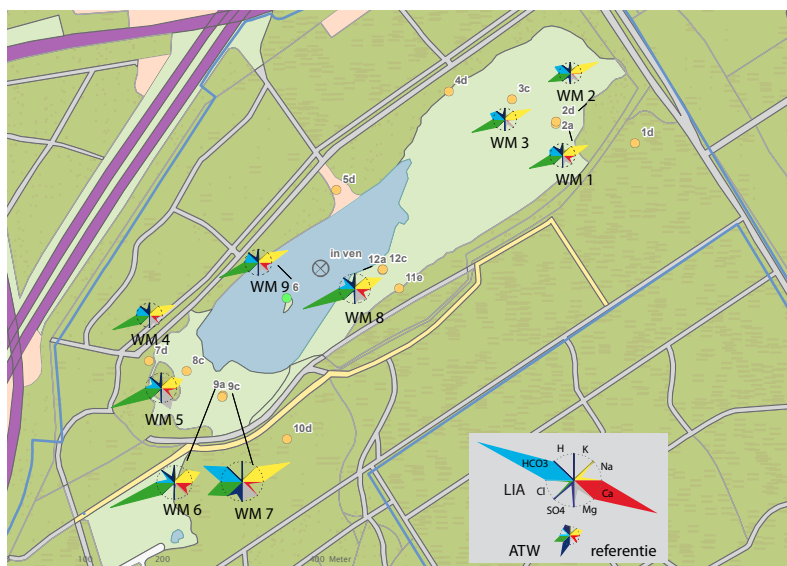 4d
3c
WM 2
2d
2a
WM 3
1d
WM 1
5d
in ven
12a 12c
WM 9
6
11e
WM 8
WM 4
7d
8c
9a
9c
WM 5
10d
WM 6
WM 7
H K
HCO3
Na
LIA
Cl
Ca
SO4
Mg
ATW
referentie
100
200
400 Meter